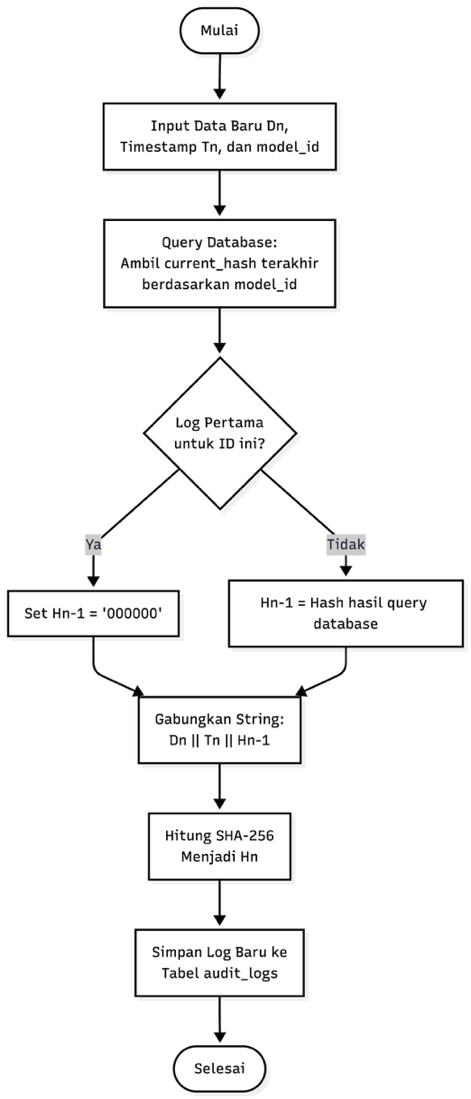 Mulai
Input Data Baru Dn,
Timestamp Tn, dan model_id
Query Database:
Ambil current_hash terakhir
berdasarkan model_id
Log Pertama
untuk ID ini?
Ya
Tidak
Set Hn-1 = '000000'
Hn-1 = Hash hasil query
database
Gabungkan String:
Dn || Tn || Hn-1
Hitung SHA-256
Menjadi Hn
Simpan Log Baru ke
Tabel audit_logs
Selesai